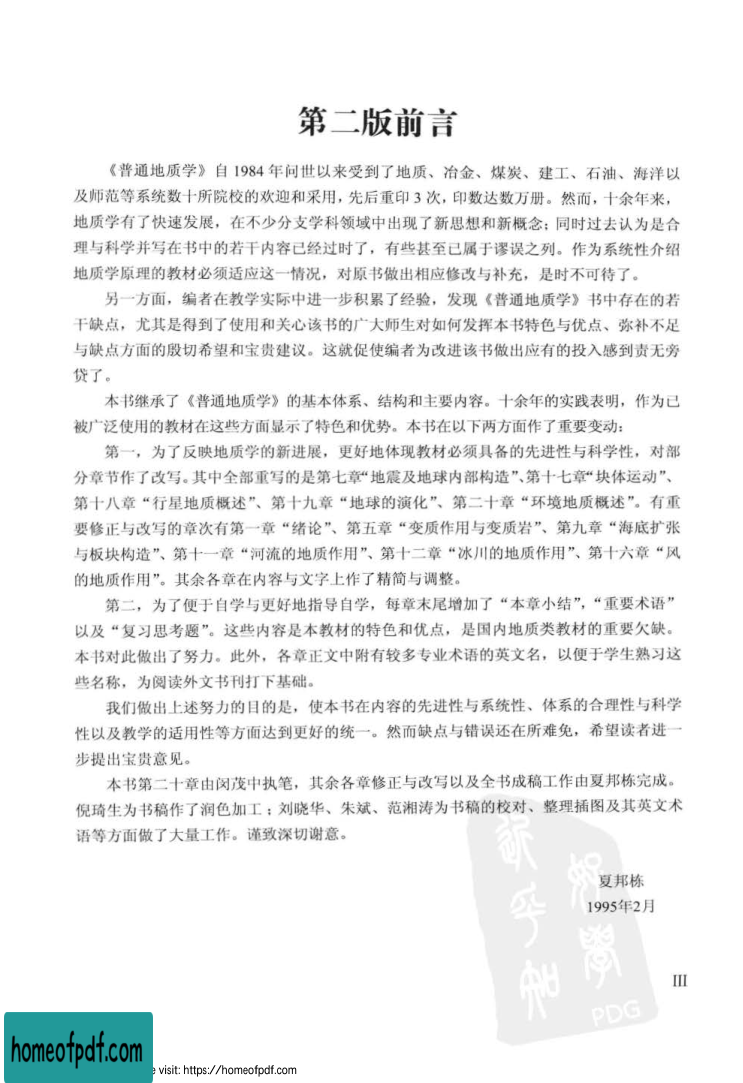 第二版前言
《普通地质学》自 1984 年问世以来受到了地质、冶金、煤炭、建工、石油、海洋以
及师范等系统数十所院校的欢迎和采用，先后重印 3 次，印数达数万册。然而，十余年来，
地质学有了快速发展，在不少分支学科领域中出现了新思想和新概念；同时过去认为是合
理与科学并写在书中的若干内容已经过时了，有些甚至已属于谬误之列。作为系统性介绍
地质学原理的教材必须适应这一情况，对原书做出相应修改与补充，是时不可待了。
另一方面，编者在教学实际中进一步积累了经验，发现《普通地质学》书中存在的若
干缺点，尤其是得到了使用和关心该书的广大师生对如何发挥本书特色与优点、弥补不足
与缺点方面的殷切希望和宝贵建议。这就促使编者为改进该书做出应有的投入感到责无旁
贷了。
本书继承了《普通地质学》的基本体系、结构和主要内容。十余年的实践表明，作为已
被广泛使用的教材在这些方面显示了特色和优势。本书在以下两方面作了重要变动：
第一，为了反映地质学的新进展，更好地体现教材必须具备的先进性与科学性，对部
分章节作了改写。其中全部重写的是第七章“地震及地球内部构造”、第十七章“块体运动”、
第十八章“行星地质概述”、第十九章“地球的演化”、第二十章“环境地质概述”。有重
要修正与改写的章次有第一章“绪论”、第五章“变质作用与变质岩”、第九章“海底扩张
与板块构造”、第十一章“河流的地质作用”、第十二章“冰川的地质作用”、第十六章“风
的地质作用”。其余各章在内容与文字上作了精简与调整。
第二，为了便于自学与更好地指导自学，每章末尾增加了“本章小结”，“重要术语”
以及“复习思考题”。这些内容是本教材的特色和优点，是国内地质类教材的重要欠缺。
本书对此做出了努力。此外，各章正文中附有较多专业术语的英文名，以便于学生熟习这
些名称，为阅读外文书刊打下基础。
我们做出上述努力的目的是，使本书在内容的先进性与系统性、体系的合理性与科学
性以及教学的适用性等方面达到更好的统一。然而缺点与错误还在所难免，希望读者进一
步提出宝贵意见。
本书第二十章由闵茂中执笔，其余各章修正与改写以及全书成稿工作由夏邦栋完成。
倪琦生为书稿作了润色加工；刘晓华、朱斌、范湘涛为书稿的校对、整理插图及其英文术
语等方面做了大量工作。谨致深切谢意。
夏邦栋
1995年2月
III
PDG
homeofpdf.com
e visit: https://homeofpdf.com